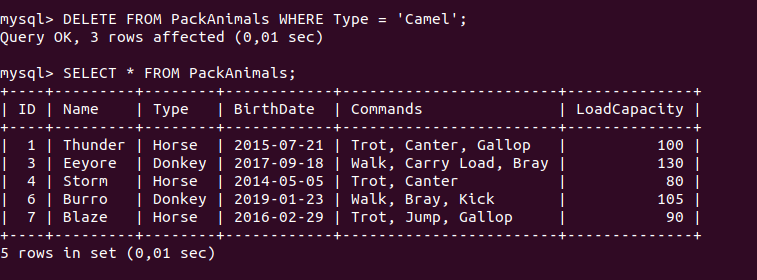 mysql> DELETE FROM PackAnimals WHERE Type = 'Camel';
Query OK, 3 rows affected (0,01 sec)

mysql> SELECT * FROM PackAnimals;
+----+---------+--------+------------+------------------------+--------------+
| ID | Name    | Type   | BirthDate  | Commands               | LoadCapacity |
+----+---------+--------+------------+------------------------+--------------+
|  1 | Thunder | Horse  | 2015-07-21 | Trot, Canter, Gallop   |          100 |
|  3 | Eeyore  | Donkey | 2017-09-18 | Walk, Carry Load, Bray |          130 |
|  4 | Storm   | Horse  | 2014-05-05 | Trot, Canter           |           80 |
|  6 | Burro   | Donkey | 2019-01-23 | Walk, Bray, Kick       |          105 |
|  7 | Blaze   | Horse  | 2016-02-29 | Trot, Jump, Gallop     |           90 |
+----+---------+--------+------------+------------------------+--------------+
5 rows in set (0,01 sec)